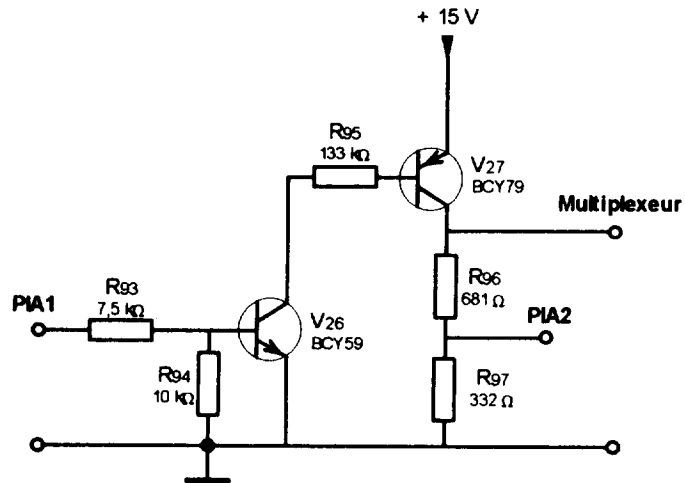 + 15 V
R95
133 kΩ
V27
BCY79
Multiplexeur
R93
7,5 kΩ
PIA1
V26
BCY59
R96
681 Ω
PIA2
R94
10 kΩ
R97
332 Ω